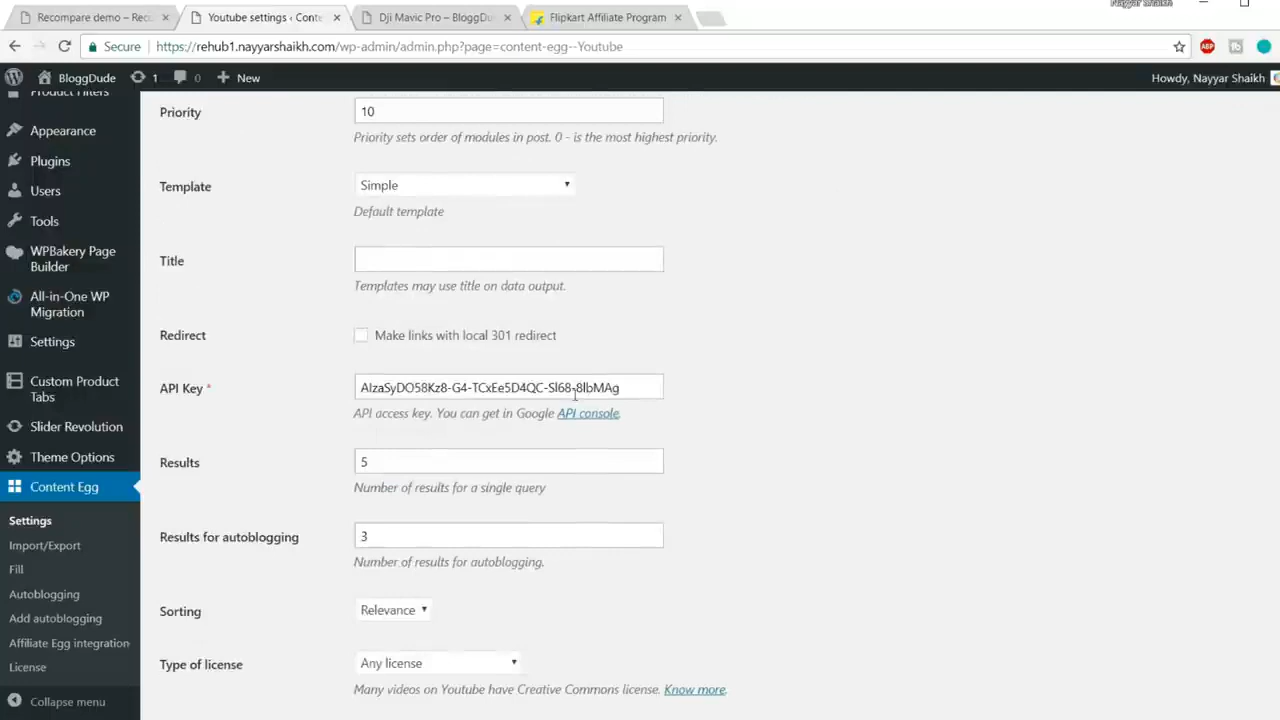 Nayyar Shaikh
Recompare demo – Recu
Youtube settings ‹ Conte
Dji Mavic Pro – BloggDu
Flipkart Affiliate Program
Secure
https://rehub1.nayyarshaikh.com/wp-admin/admin.php?page=content-egg--Youtube
ABP
BloggDude
1
0
New
Howdy, Nayyar Shaikh
Product Filters
Appearance
Plugins
Users
Tools
WPBakery Page
Builder
All-in-One WP
Migration
Settings
Custom Product
Tabs
Slider Revolution
Theme Options
Content Egg
Settings
Import/Export
Fill
Autoblogging
Add autoblogging
Affiliate Egg integration
License
Collapse menu
Priority
10
Priority sets order of modules in post. 0 - is the most highest priority.
Template
Simple
Default template
Title
Templates may use title on data output.
Redirect
Make links with local 301 redirect
API Key *
API access key. You can get in Google API console.
Results
5
Number of results for a single query
Results for autoblogging
3
Number of results for autoblogging.
Sorting
Relevance
Type of license
Any license
Many videos on Youtube have Creative Commons license. Know more.